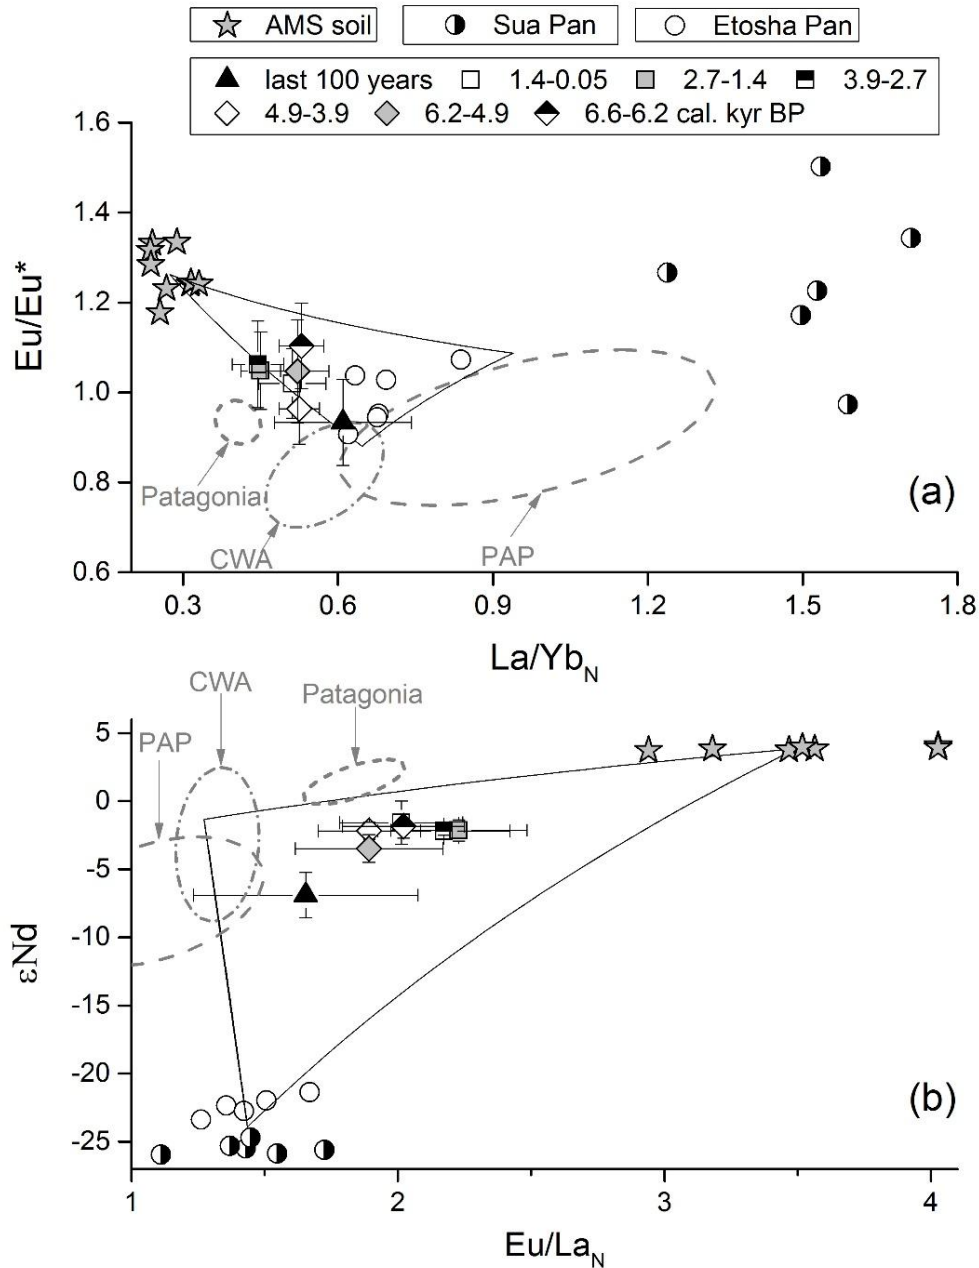 AMS soil Sua Pan Etosha Pan
last 100 years 1.4-0.05 2.7-1.4 3.9-2.7
4.9-3.9 6.2-4.9 6.6-6.2 cal. kyr BP
1.6
1.4
1.2
1.0
0.8
0.6
Eu/Eu*
Patagonia
CWA
PAP
(a)
0.3 0.6 0.9 1.2 1.5 1.8
La/Yb_N
CWA
Patagonia
PAP
5
0
-5
-10
-15
-20
-25
εNd
(b)
1 2 3 4
Eu/La_N